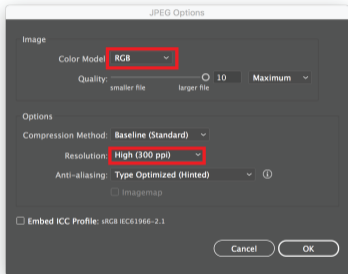 JPEG Options
Image
Color Model: RGB
Quality: 10 Maximum
smaller file larger file
Options
Compression Method: Baseline (Standard)
Resolution: High (300 ppi)
Anti-aliasing: Type Optimized (Hinted)
Imagemap
Embed ICC Profile: sRGB IEC61966-2.1
Cancel OK